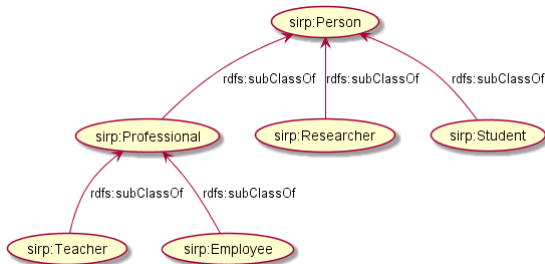 sirp:Person
rdfs:subClassOf
rdfs:subClassOf
rdfs:subClassOf
sirp:Professional
sirp:Researcher
sirp:Student
rdfs:subClassOf
rdfs:subClassOf
sirp:Teacher
sirp:Employee